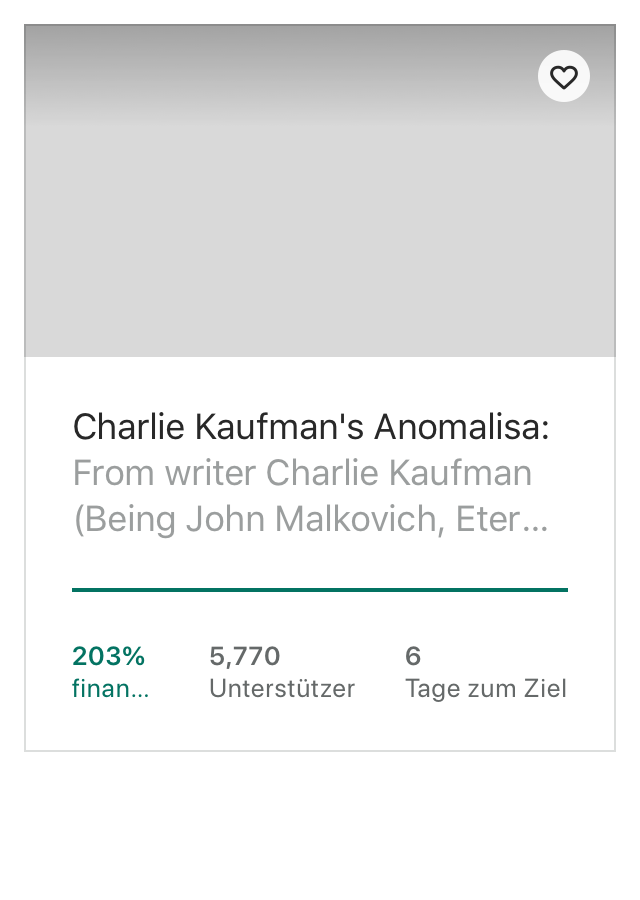 Charlie Kaufman's Anomalisa:
From writer Charlie Kaufman
(Being John Malkovich, Eter...
203% 5,770 6
finan... Unterstützer Tage zum Ziel